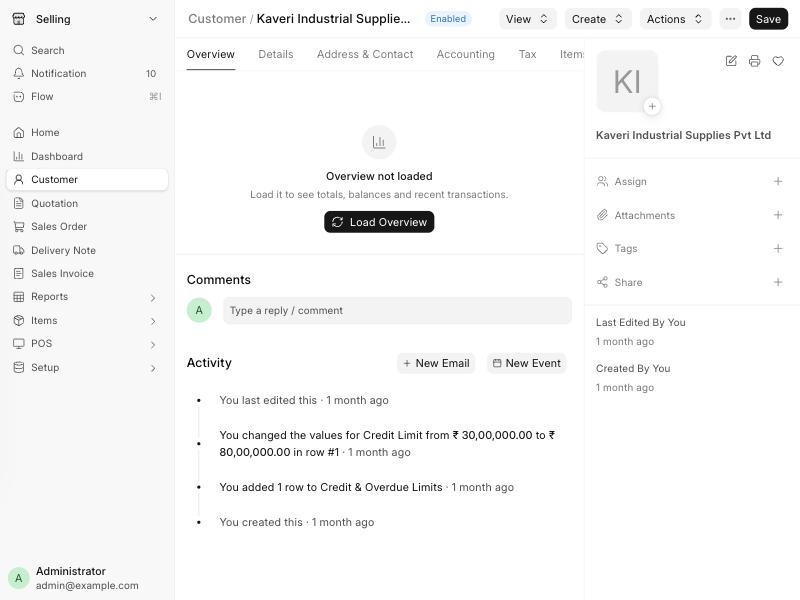 Selling
Search
Notification 10
Flow ⌘I
Home
Dashboard
Customer
Quotation
Sales Order
Delivery Note
Sales Invoice
Reports
Items
POS
Setup
A
Administrator
admin@example.com
Customer / Kaveri Industrial Supplie... Enabled
View Create Actions ··· Save
Overview Details Address & Contact Accounting Tax Items
Overview not loaded
Load it to see totals, balances and recent transactions.
Load Overview
Comments
A Type a reply / comment
Activity
+ New Email
New Event
• You last edited this · 1 month ago
• You changed the values for Credit Limit from ₹ 30,00,000.00 to ₹
80,00,000.00 in row #1 · 1 month ago
• You added 1 row to Credit & Overdue Limits · 1 month ago
• You created this · 1 month ago
KI
+
Kaveri Industrial Supplies Pvt Ltd
Assign +
Attachments +
Tags +
Share +
Last Edited By You
1 month ago
Created By You
1 month ago